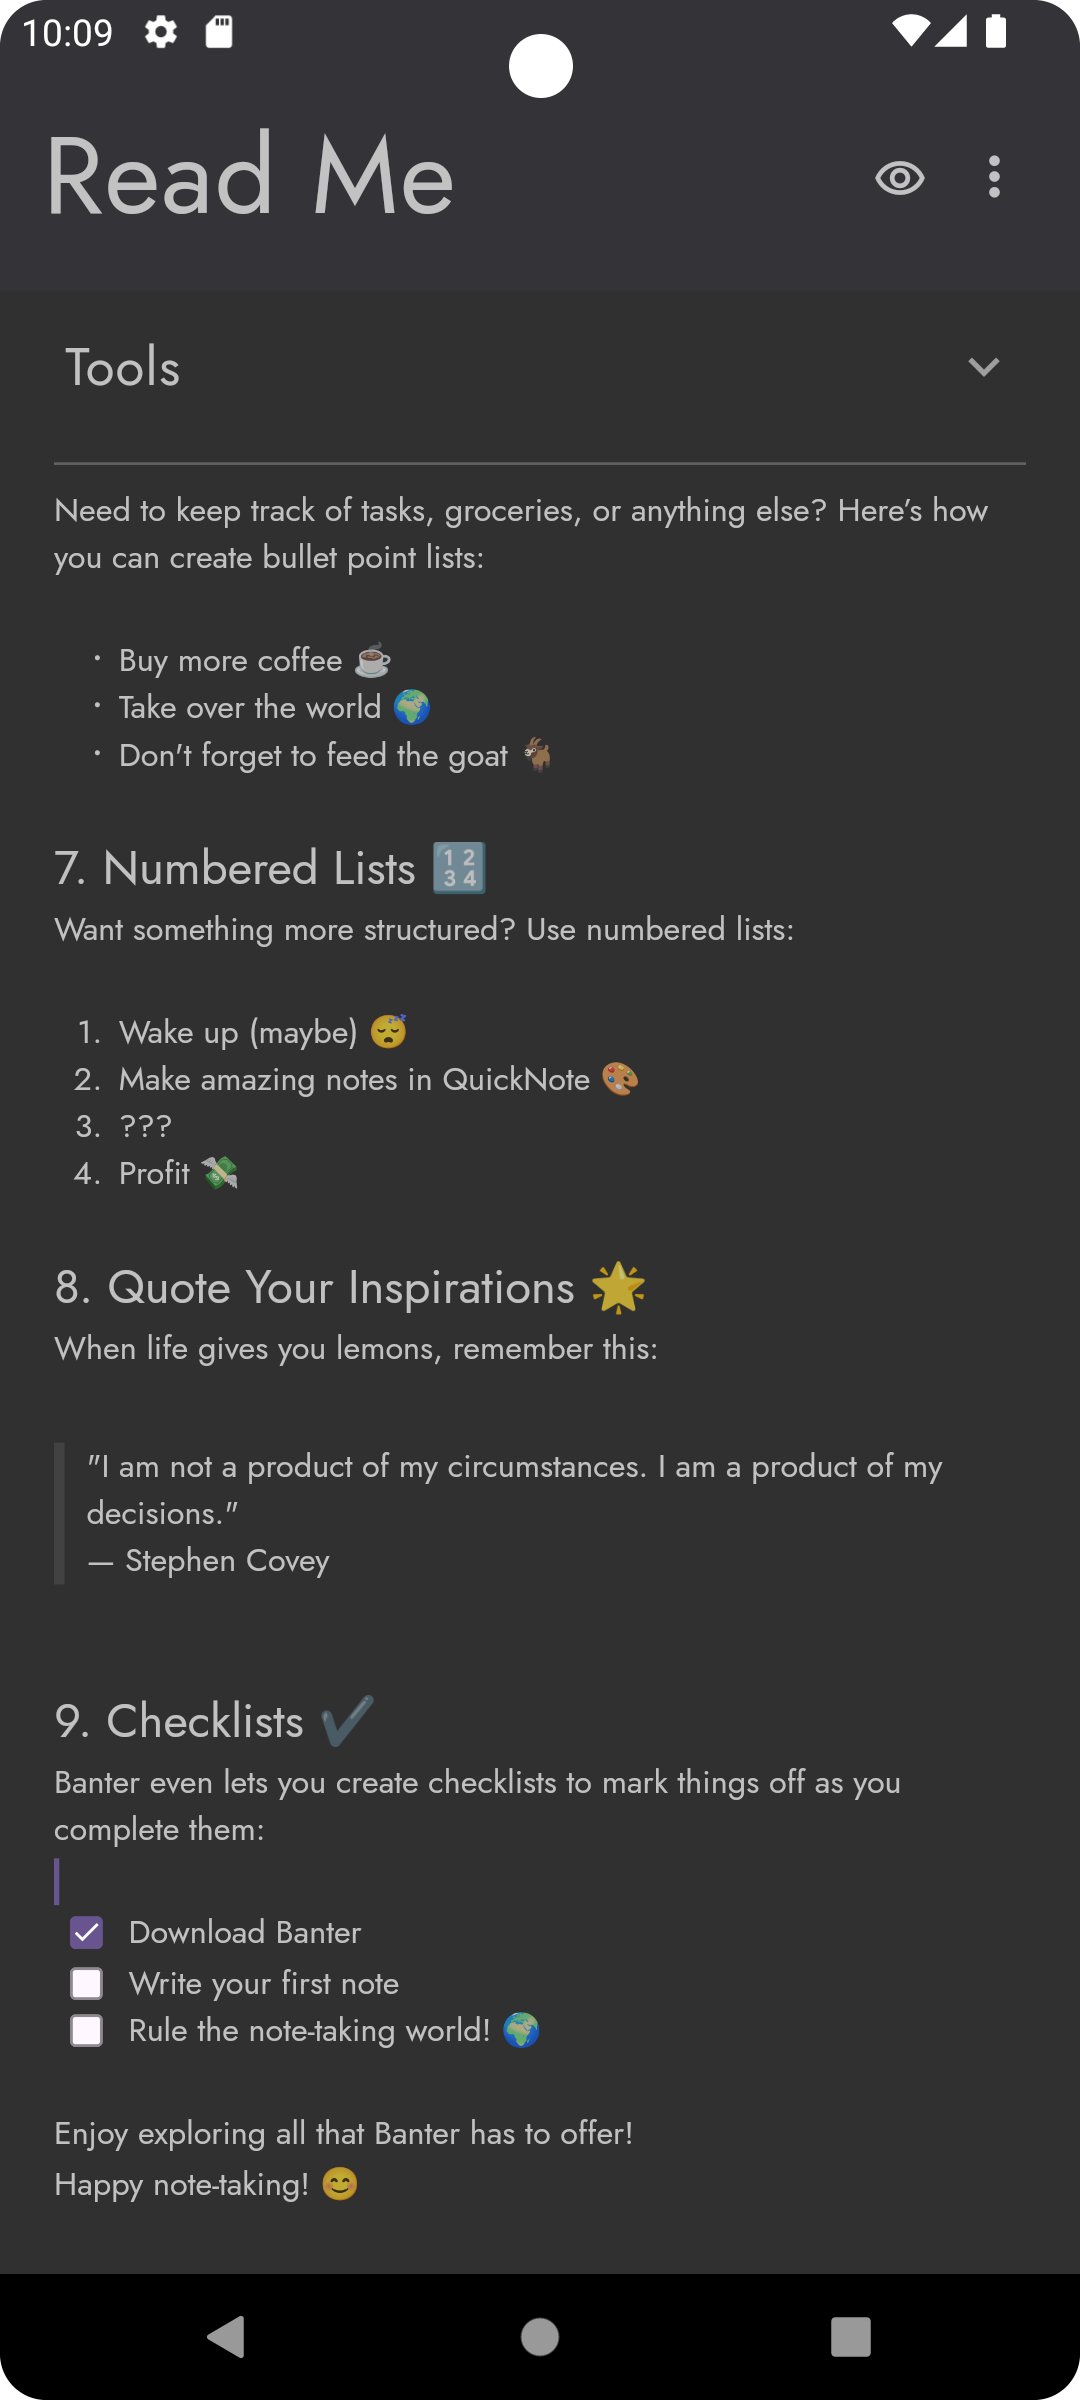 10:09
Read Me
Tools
Need to keep track of tasks, groceries, or anything else? Here’s how
you can create bullet point lists:
• Buy more coffee ☕
• Take over the world 🌍
• Don't forget to feed the goat 🐐
7. Numbered Lists 🔢
Want something more structured? Use numbered lists:
1. Wake up (maybe) 😴
2. Make amazing notes in QuickNote 🎨
3. ???
4. Profit 💸
8. Quote Your Inspirations 🌟
When life gives you lemons, remember this:
"I am not a product of my circumstances. I am a product of my
decisions."
— Stephen Covey
9. Checklists ✔️
Banter even lets you create checklists to mark things off as you
complete them:
Download Banter
Write your first note
Rule the note-taking world! 🌍
Enjoy exploring all that Banter has to offer!
Happy note-taking! 😊